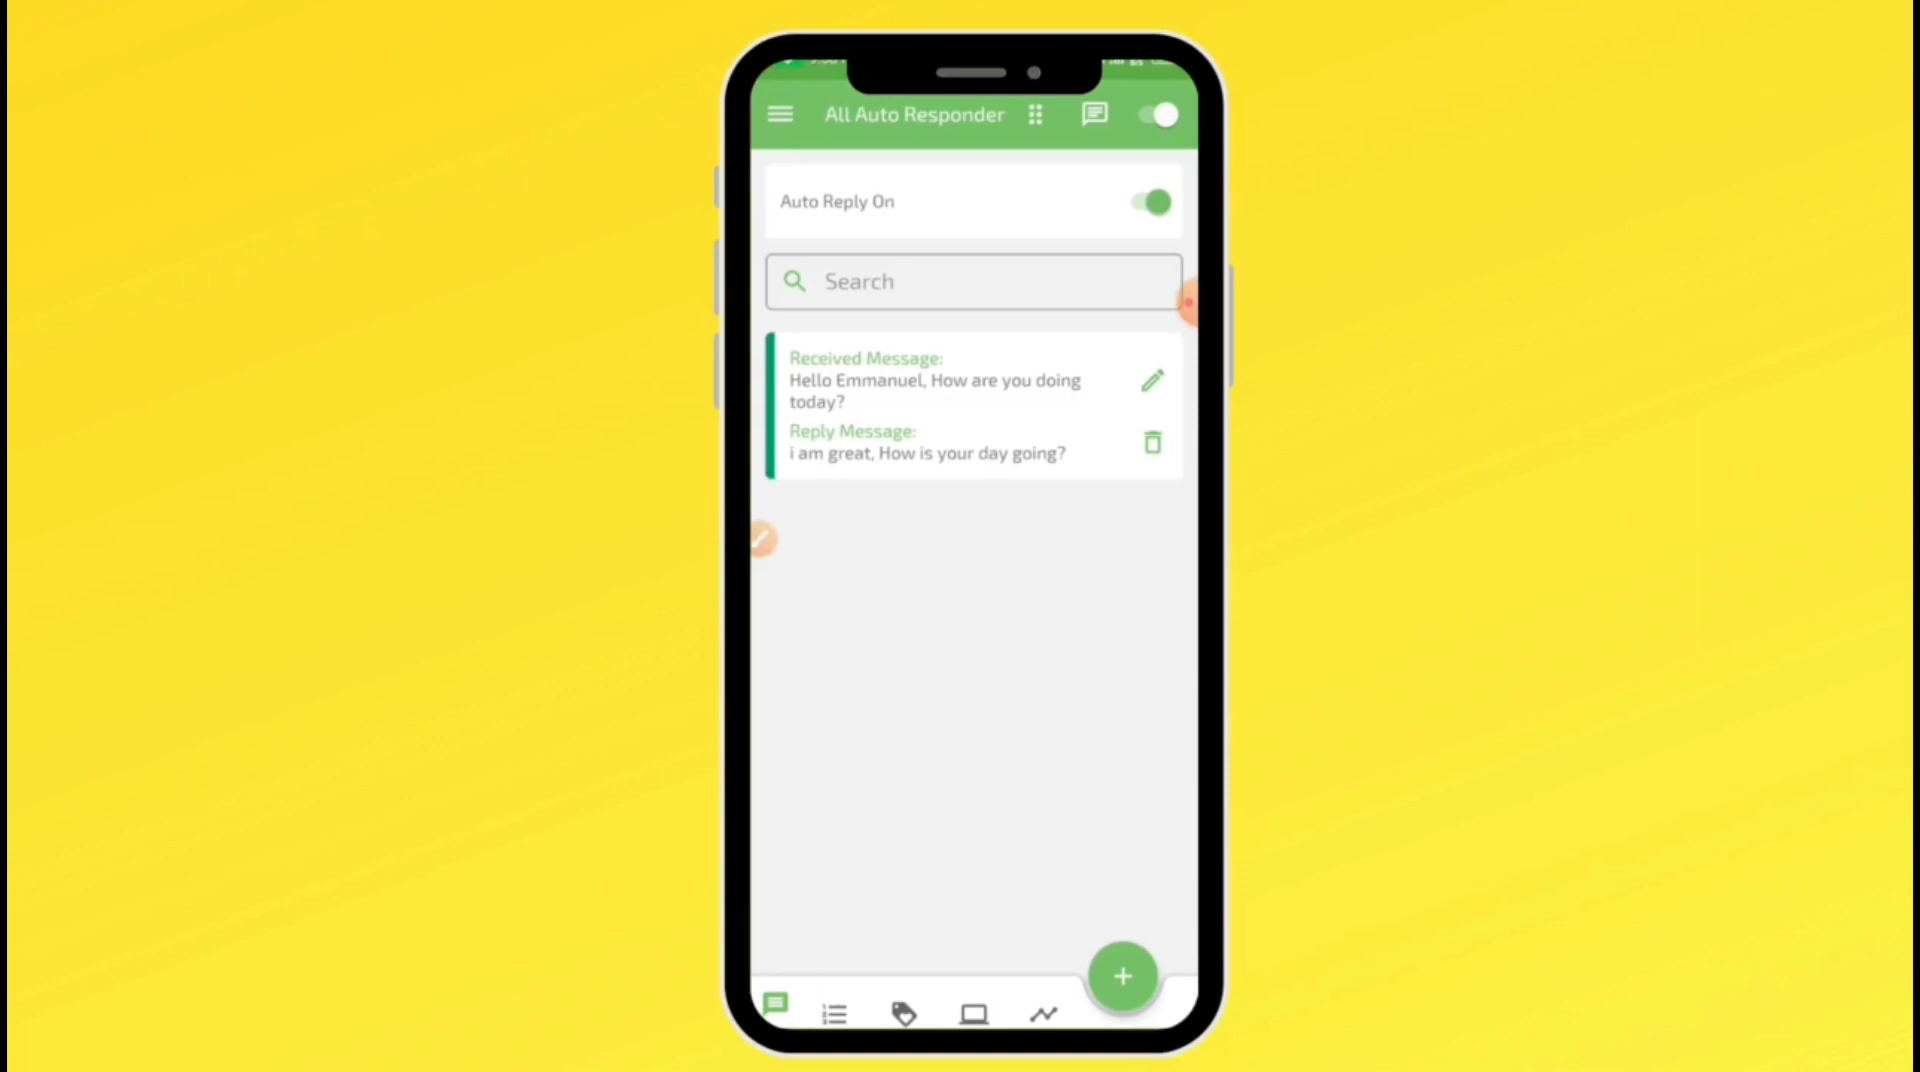 All Auto Responder
Auto Reply On
Search
Received Message:
Hello Emmanuel, How are you doing
today?
Reply Message:
i am great, How is your day going?